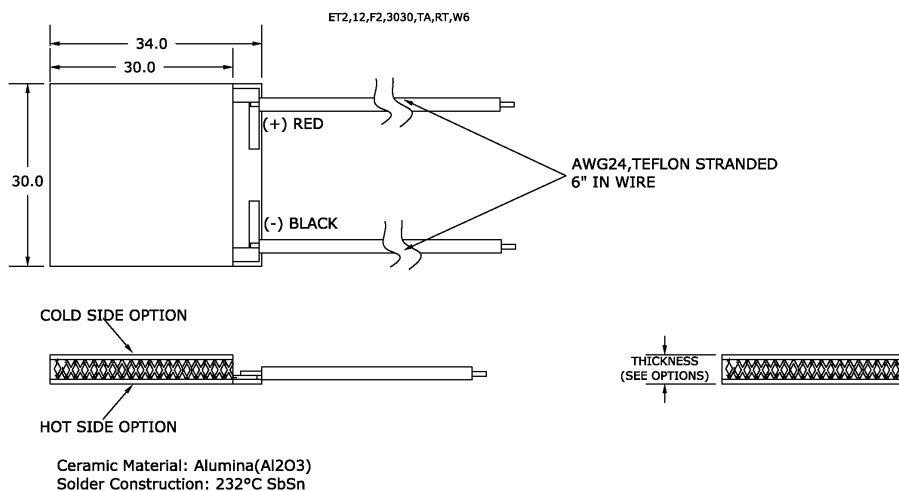 ET2,12,F2,3030,TA,RT,W6
34.0
30.0
(+) RED
30.0
AWG24,TEFLON STRANDED
6" IN WIRE
(-) BLACK
COLD SIDE OPTION
THICKNESS
(SEE OPTIONS)
HOT SIDE OPTION
Ceramic Material: Alumina(Al2O3)
Solder Construction: 232°C SbSn